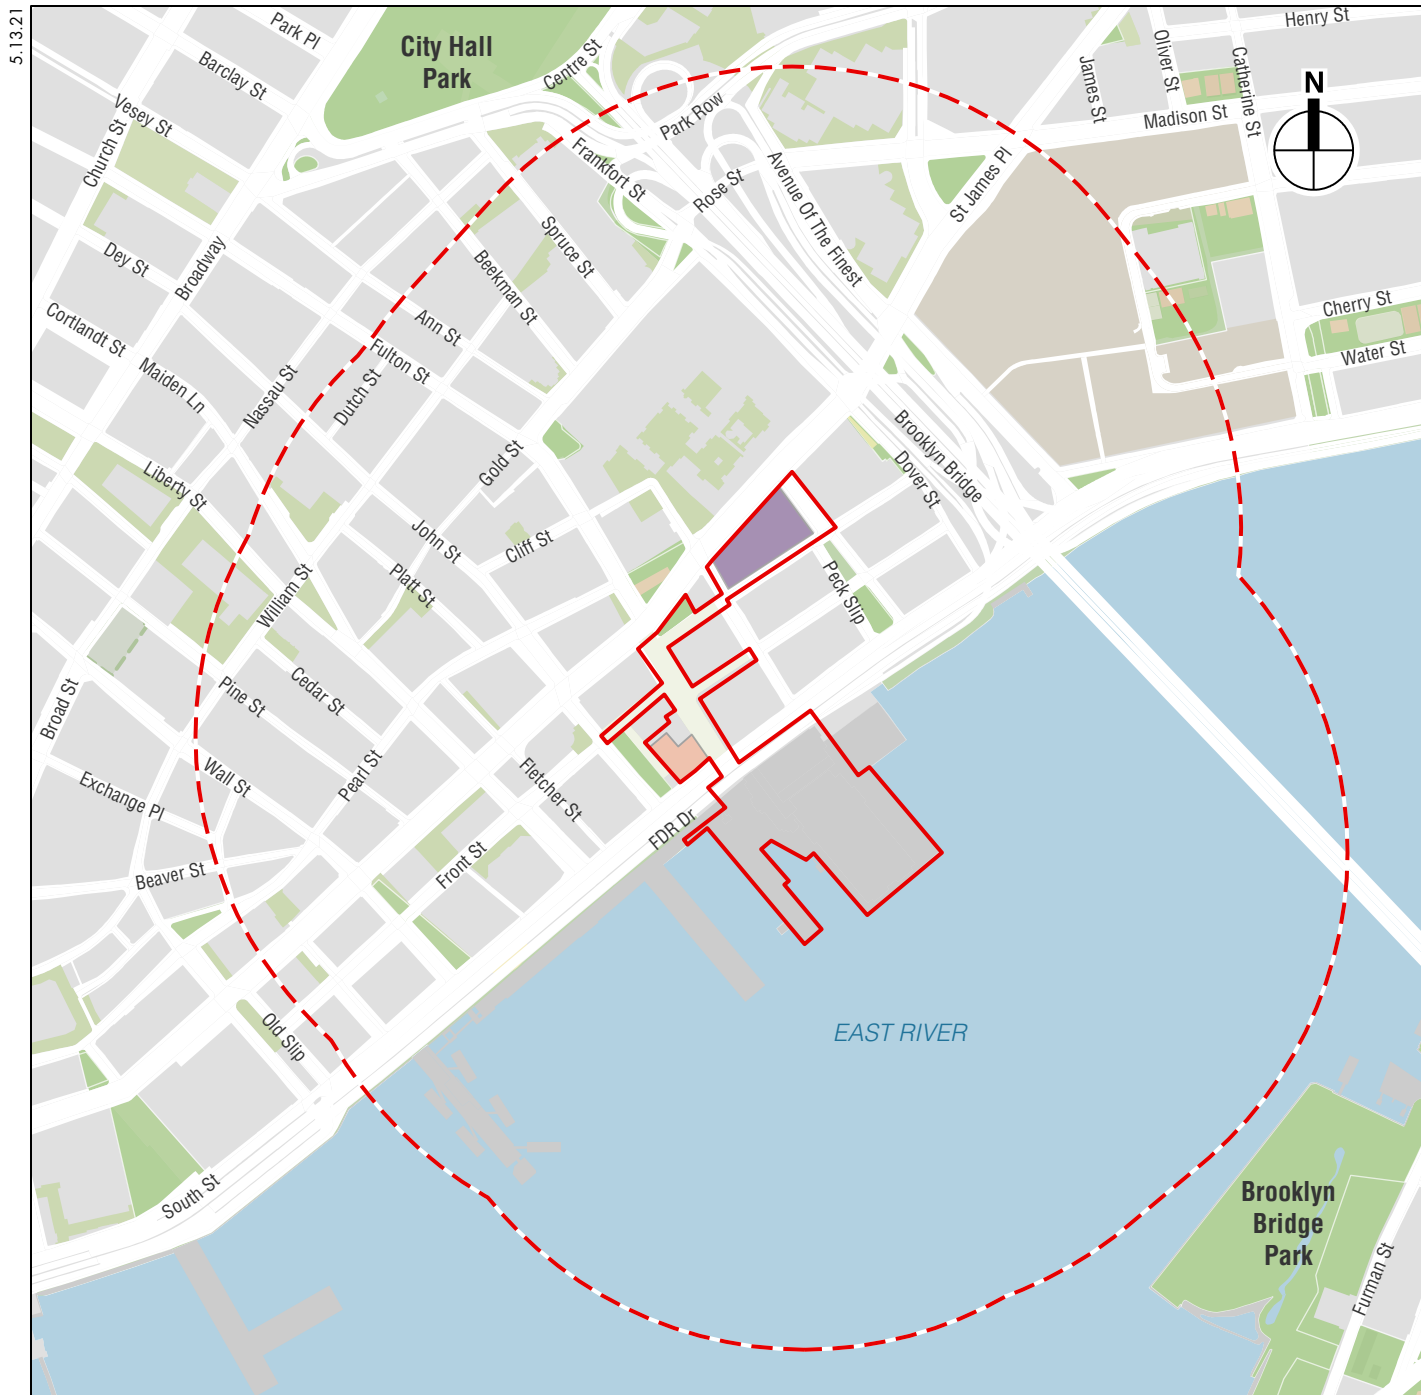 5.13.21
Park Pl
City Hall
Park
Centre St
Henry St
Oliver St
Catherine St
James St
Barclay St
Vesey St
Church St
Park Row
Madison St
N
Frankfort St
Rose St
Avenue Of The Finest
St James Pl
Dey St
Broadway
Spruce St
Beekman St
Cortlandt St
Ann St
Fulton St
Cherry St
Water St
Maiden Ln
Nassau St
Dutch St
Gold St
Brooklyn Bridge
Dover St
Liberty St
John St
Cliff St
Platt St
William St
Peck Slip
Broad St
Pine St
Cedar St
Wall St
Pearl St
Exchange Pl
Fletcher St
FDR Dr
Front St
Beaver St
Old Slip
EAST RIVER
South St
Brooklyn
Bridge
Park
Furman St